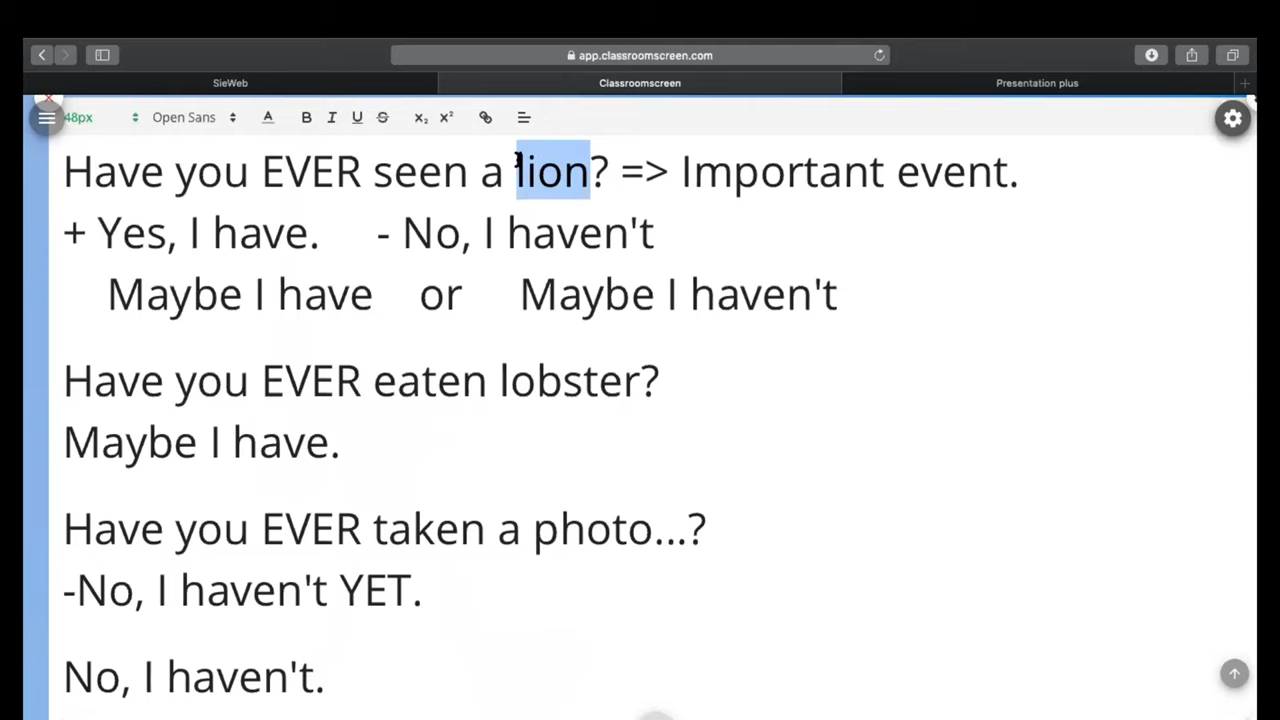 app.classroomscreen.com
SieWeb
Classroomscreen
Presentation plus
48px
Open Sans
A B I U S X₂ X²
Have you EVER seen a lion? => Important event.
+ Yes, I have. - No, I haven't
Maybe I have or Maybe I haven't
Have you EVER eaten lobster?
Maybe I have.
Have you EVER taken a photo...?
-No, I haven't YET.
No, I haven't.